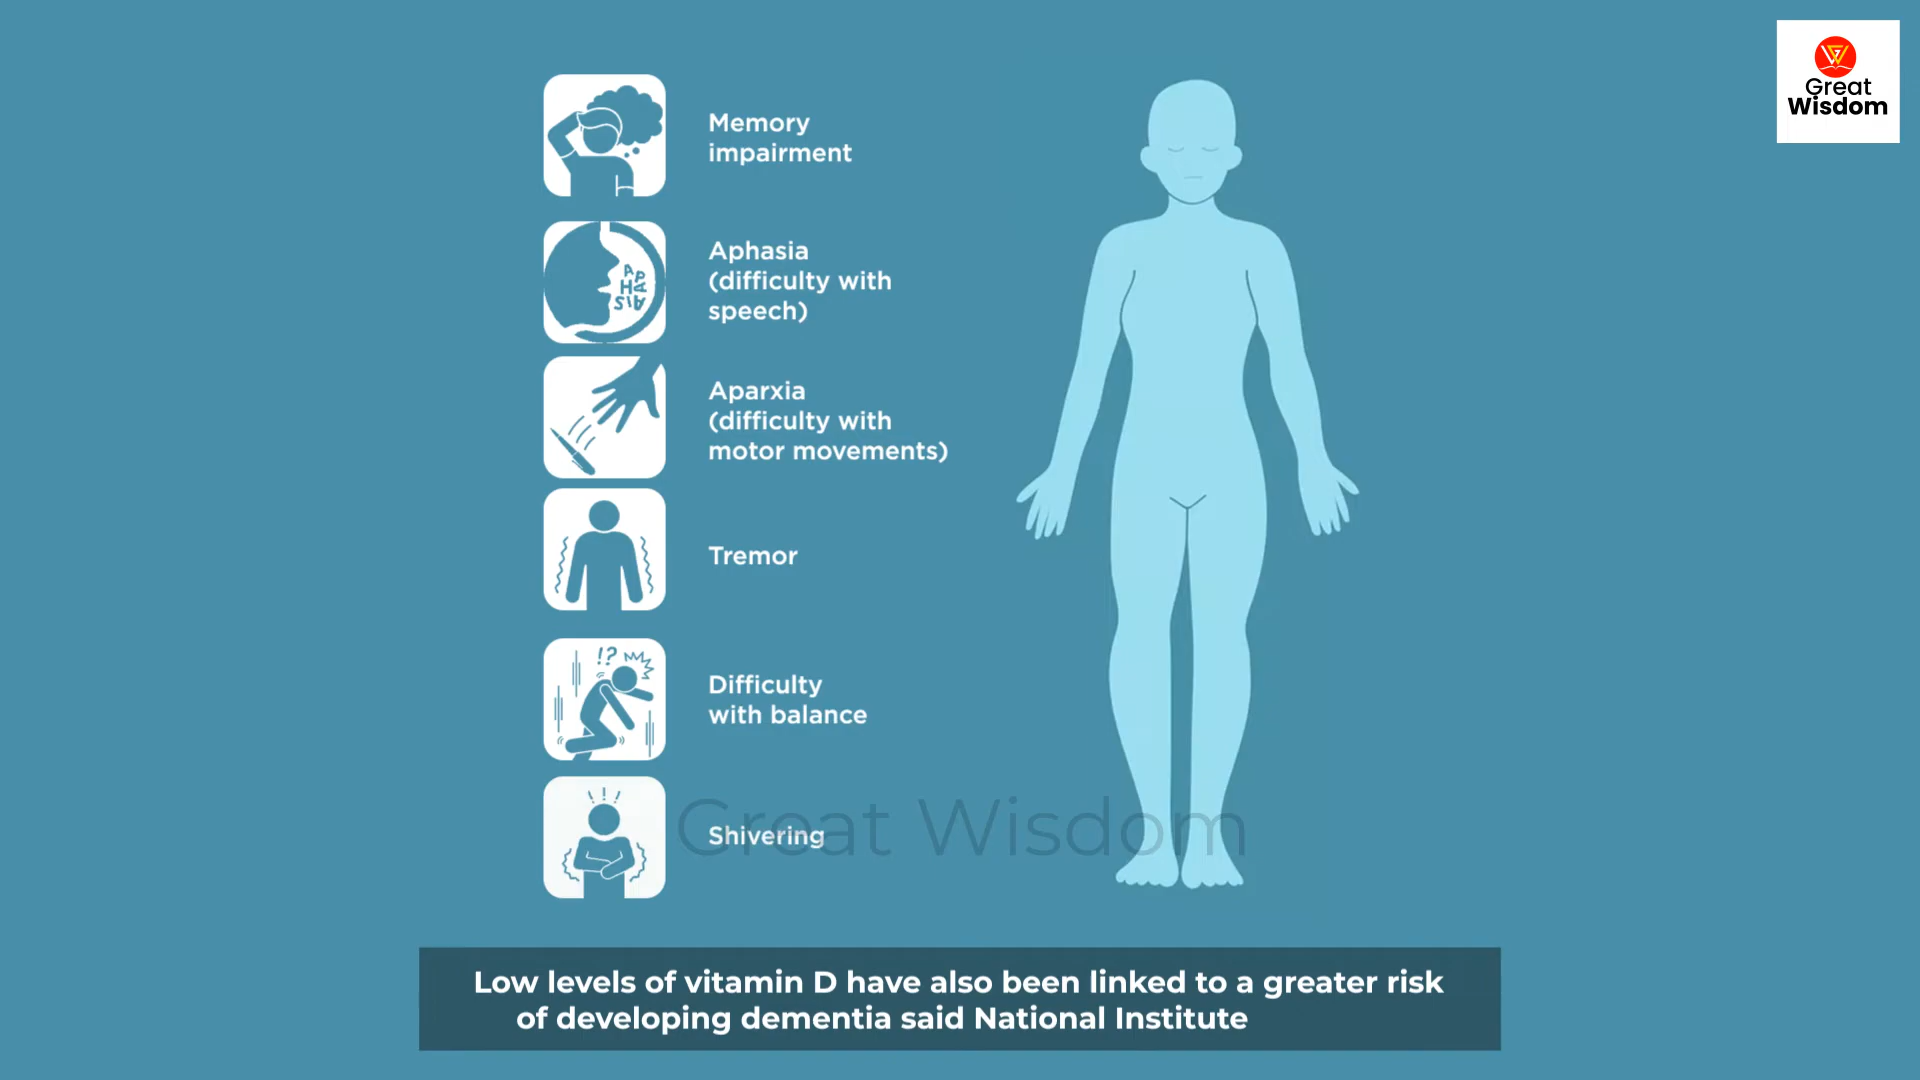 Great
Wisdom
Memory
impairment
Aphasia
(difficulty with
speech)
APHASIA
Aparxia
(difficulty with
motor movements)
Tremor
!?
Difficulty
with balance
!!!
Shivering
Great Wisdom
Low levels of vitamin D have also been linked to a greater risk
of developing dementia said National Institute